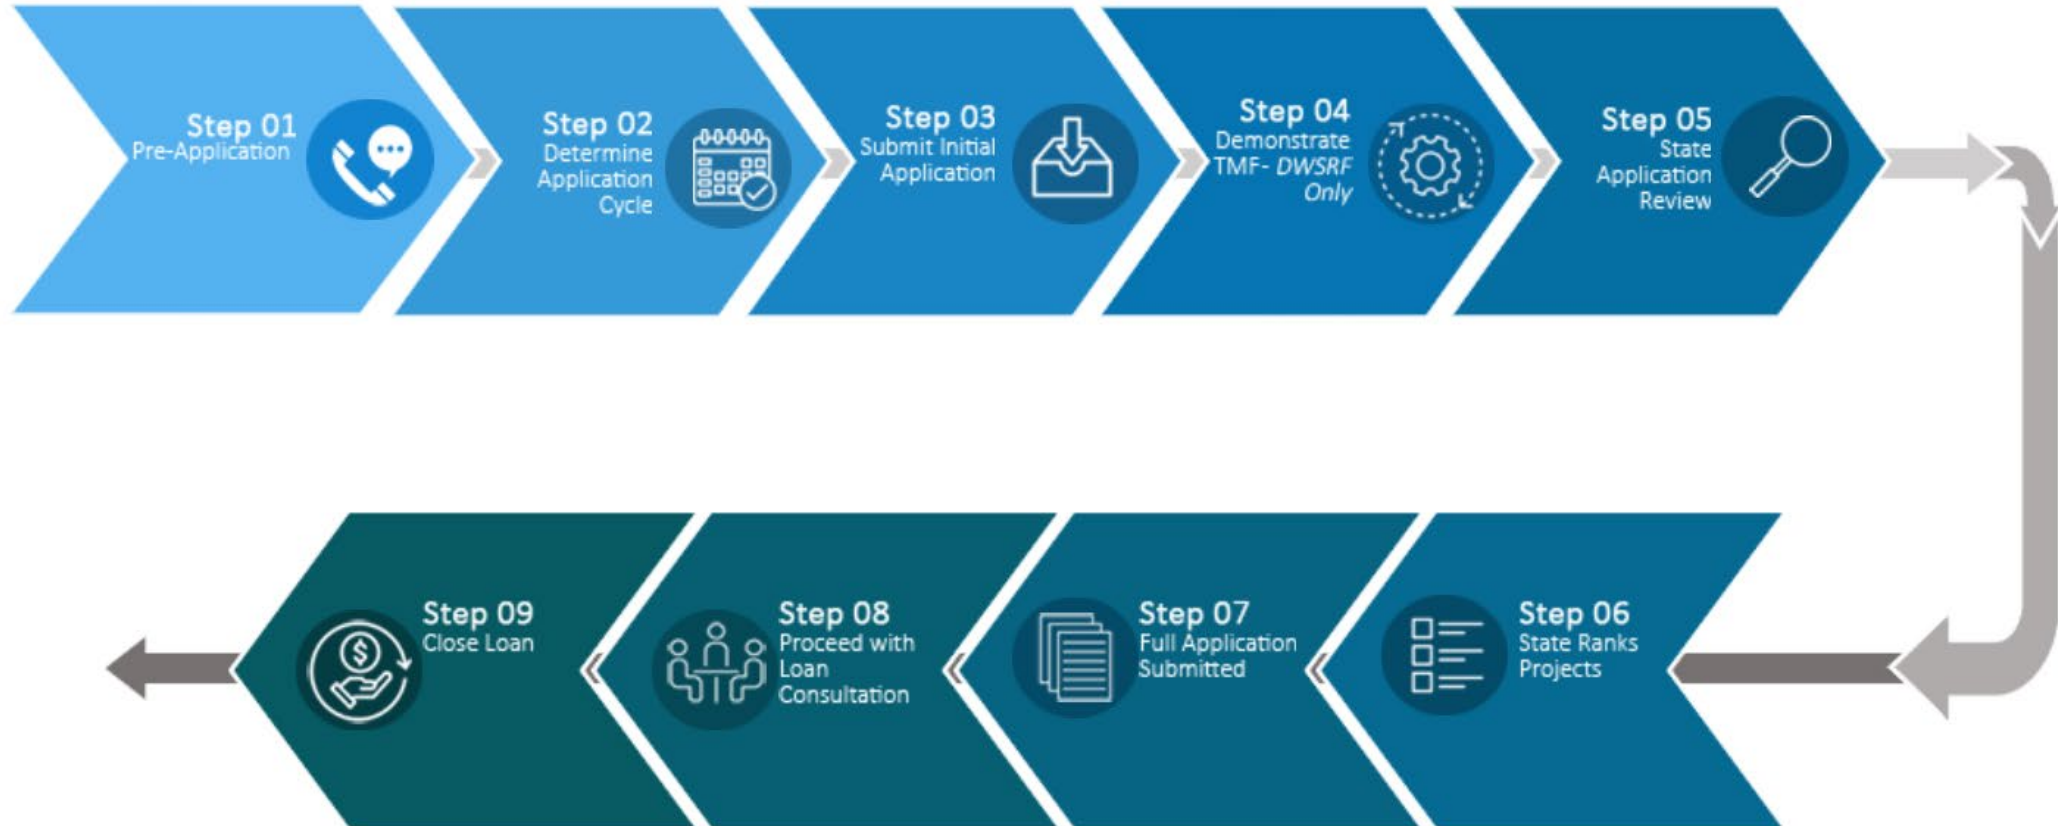 Step 01
Pre-Application
Step 02
Determine
Application
Cycle
Step 03
Submit Initial
Application
Step 04
Demonstrate
TMF- DWSRF
Only
Step 05
State
Application
Review
Step 06
State Ranks
Projects
Step 07
Full Application
Submitted
Step 08
Proceed with
Loan
Consultation
Step 09
Close Loan